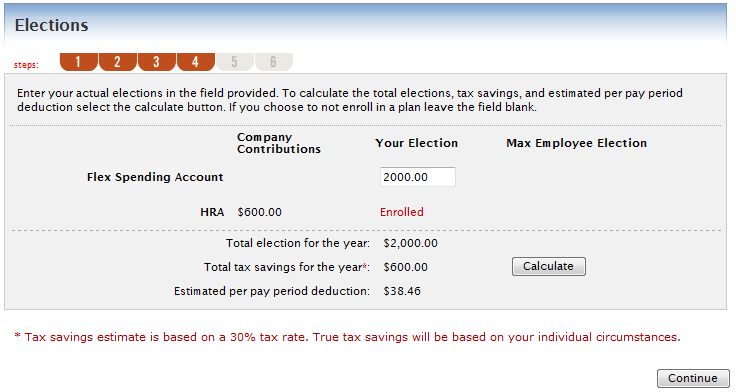 Elections
steps: 1 2 3 4 5 6
Enter your actual elections in the field provided. To calculate the total elections, tax savings, and estimated per pay period
deduction select the calculate button. If you choose to not enroll in a plan leave the field blank.
Company
Contributions Your Election Max Employee Election
Flex Spending Account 2000.00
HRA $600.00 Enrolled
Total election for the year: $2,000.00
Total tax savings for the year*: $600.00 Calculate
Estimated per pay period deduction: $38.46
* Tax savings estimate is based on a 30% tax rate. True tax savings will be based on your individual circumstances.
Continue